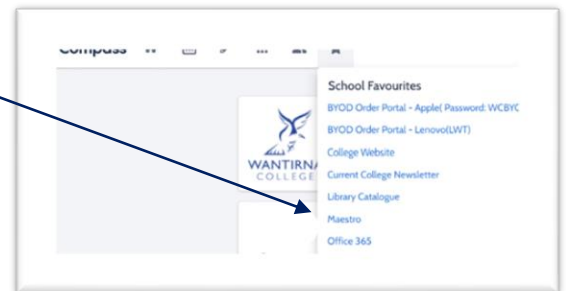 Compass
School Favourites
BYOD Order Portal - Apple( Password: WCBYC
BYOD Order Portal - Lenovo(LWT)
College Website
Current College Newsletter
Library Catalogue
Maestro
Office 365
WANTIRNA
COLLEGE